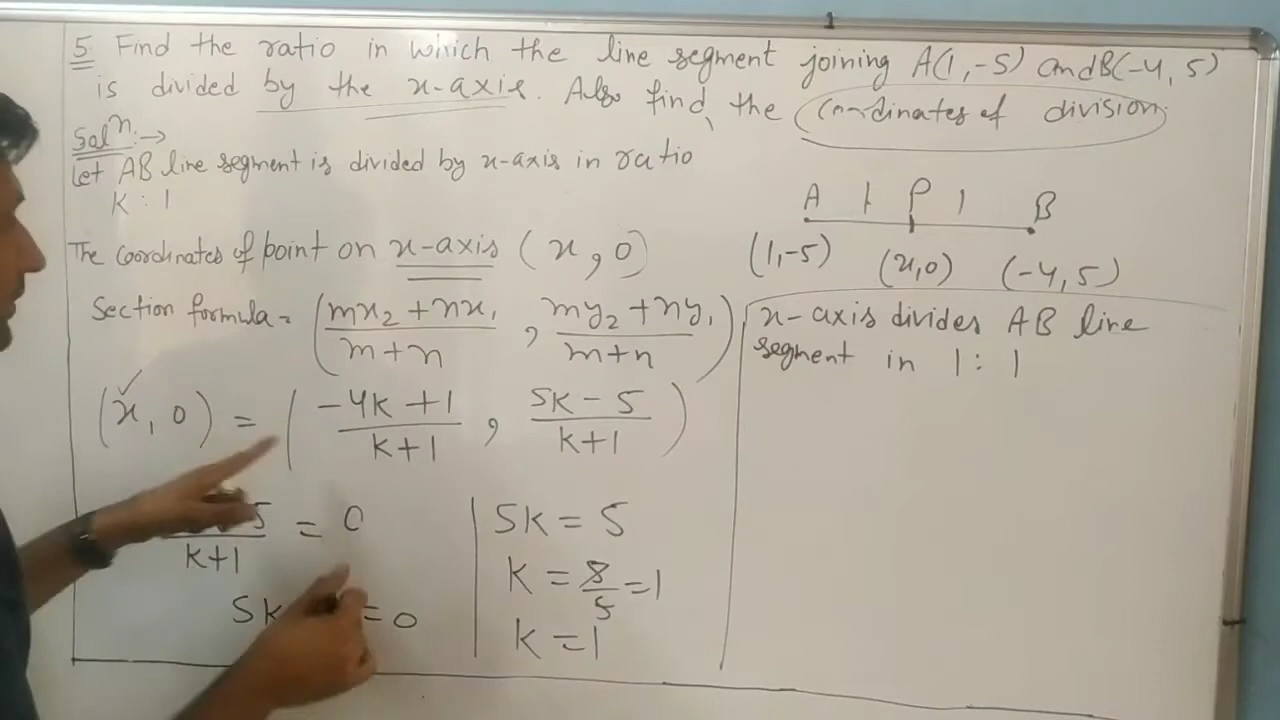 5 Find the ratio in which the line segment joining A(1,-5) and B(-4, 5)
is divided by the x-axis. Also find, the Co-ordinates of division
Solⁿ:→
Let AB line segment is divided by x-axis in ratio
k : 1
The Coordinates of point on x-axis (x, 0)
Section formula = (mx₂ + nx₁ / m+n , my₂ + ny₁ / m+n)
(x, 0) = ( -4k+1 / k+1 , 5k-5 / k+1 )
5 / k+1 = 0
5k = 0
5k = 5
k = 5/5 = 1
k = 1
A 1 P 1 B
(1,-5) (x,0) (-4,5)
x-axis divides AB line
segment in 1 : 1